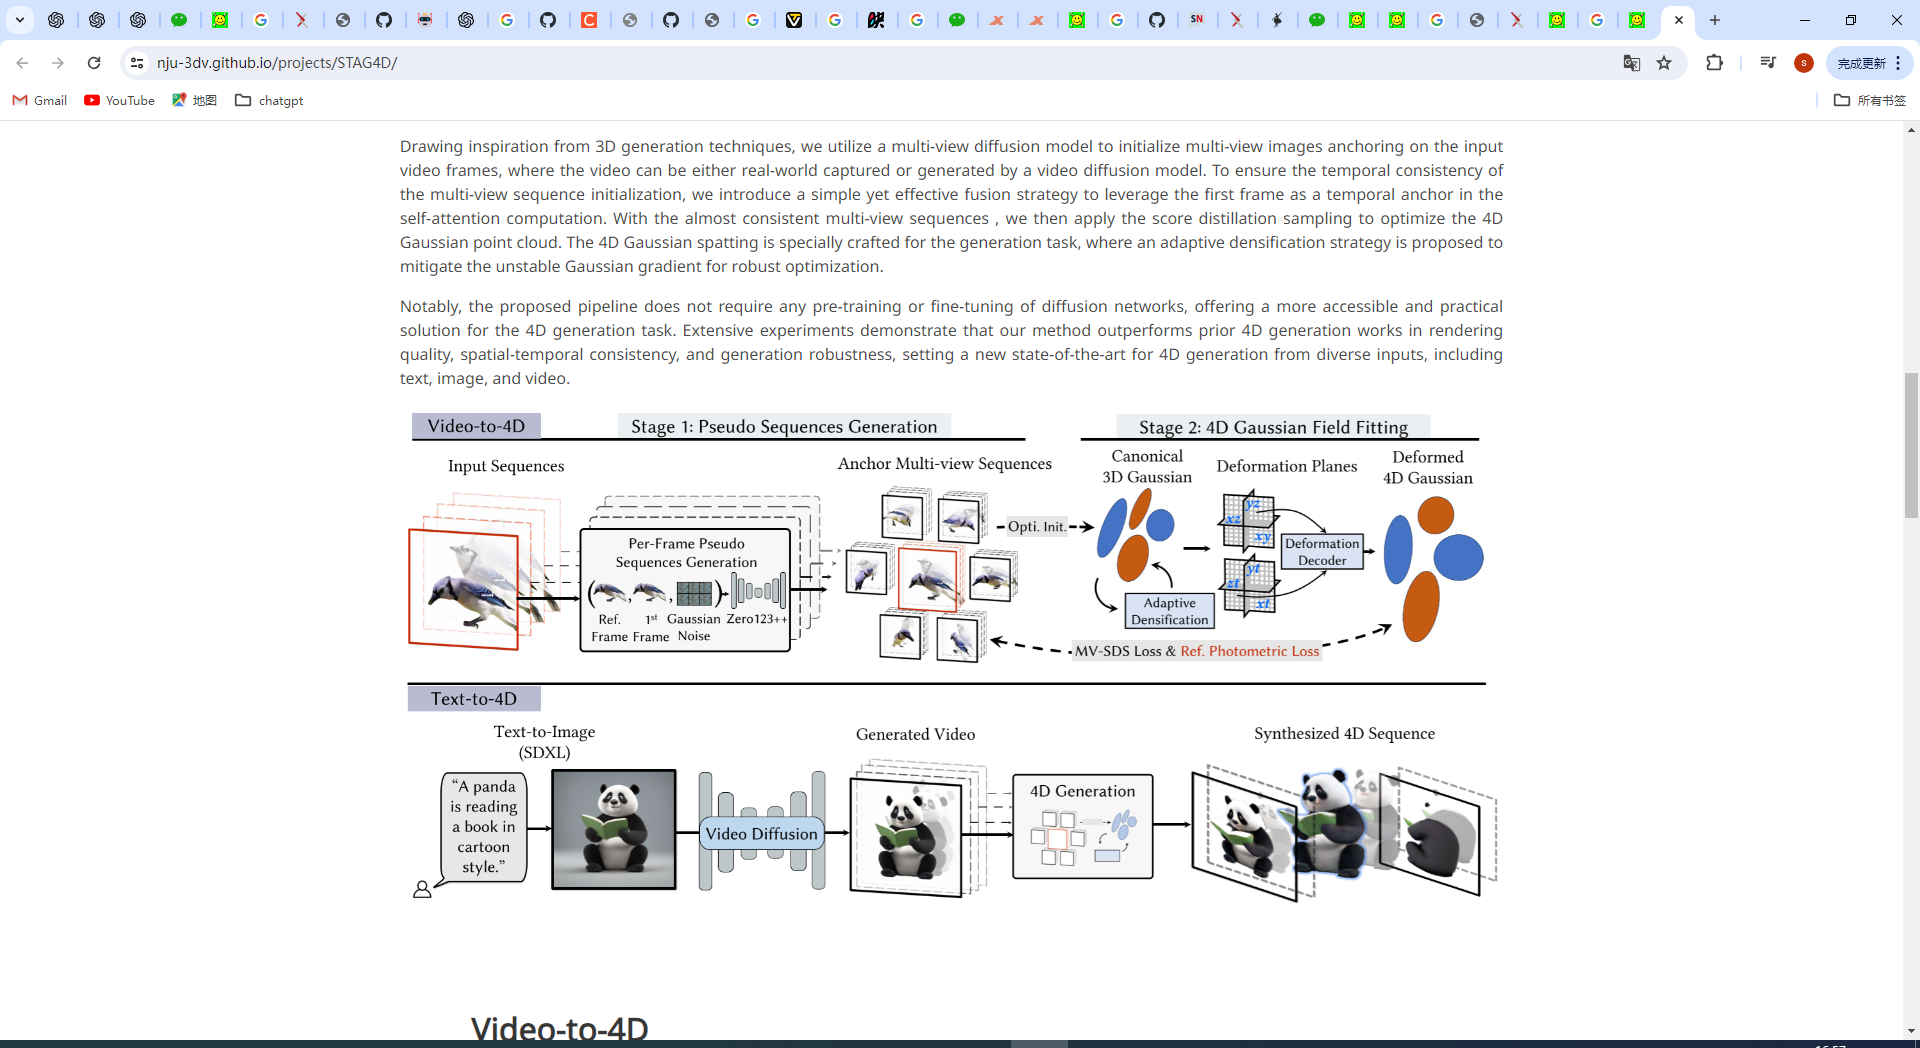 nju-3dv.github.io/projects/STAG4D/
完成更新
Gmail
YouTube
地图
chatgpt
所有书签
Drawing inspiration from 3D generation techniques, we utilize a multi-view diffusion model to initialize multi-view images anchoring on the input
video frames, where the video can be either real-world captured or generated by a video diffusion model. To ensure the temporal consistency of
the multi-view sequence initialization, we introduce a simple yet effective fusion strategy to leverage the first frame as a temporal anchor in the
self-attention computation. With the almost consistent multi-view sequences , we then apply the score distillation sampling to optimize the 4D
Gaussian point cloud. The 4D Gaussian spatting is specially crafted for the generation task, where an adaptive densification strategy is proposed to
mitigate the unstable Gaussian gradient for robust optimization.
Notably, the proposed pipeline does not require any pre-training or fine-tuning of diffusion networks, offering a more accessible and practical
solution for the 4D generation task. Extensive experiments demonstrate that our method outperforms prior 4D generation works in rendering
quality, spatial-temporal consistency, and generation robustness, setting a new state-of-the-art for 4D generation from diverse inputs, including
text, image, and video.
Video-to-4D
Stage 1: Pseudo Sequences Generation
Stage 2: 4D Gaussian Field Fitting
Input Sequences
Anchor Multi-view Sequences
Canonical
3D Gaussian
Deformation Planes
Deformed
4D Gaussian
Per-Frame Pseudo
Sequences Generation
Ref.
Frame
1st
Frame
Gaussian
Noise
Zero123++
Opti. Init.
xz
yz
xy
zt
yt
xt
Deformation
Decoder
Adaptive
Densification
MV-SDS Loss & Ref. Photometric Loss
Text-to-4D
Text-to-Image
(SDXL)
Generated Video
Synthesized 4D Sequence
“A panda
is reading
a book in
cartoon
style.”
Video Diffusion
4D Generation
Video-to-4D